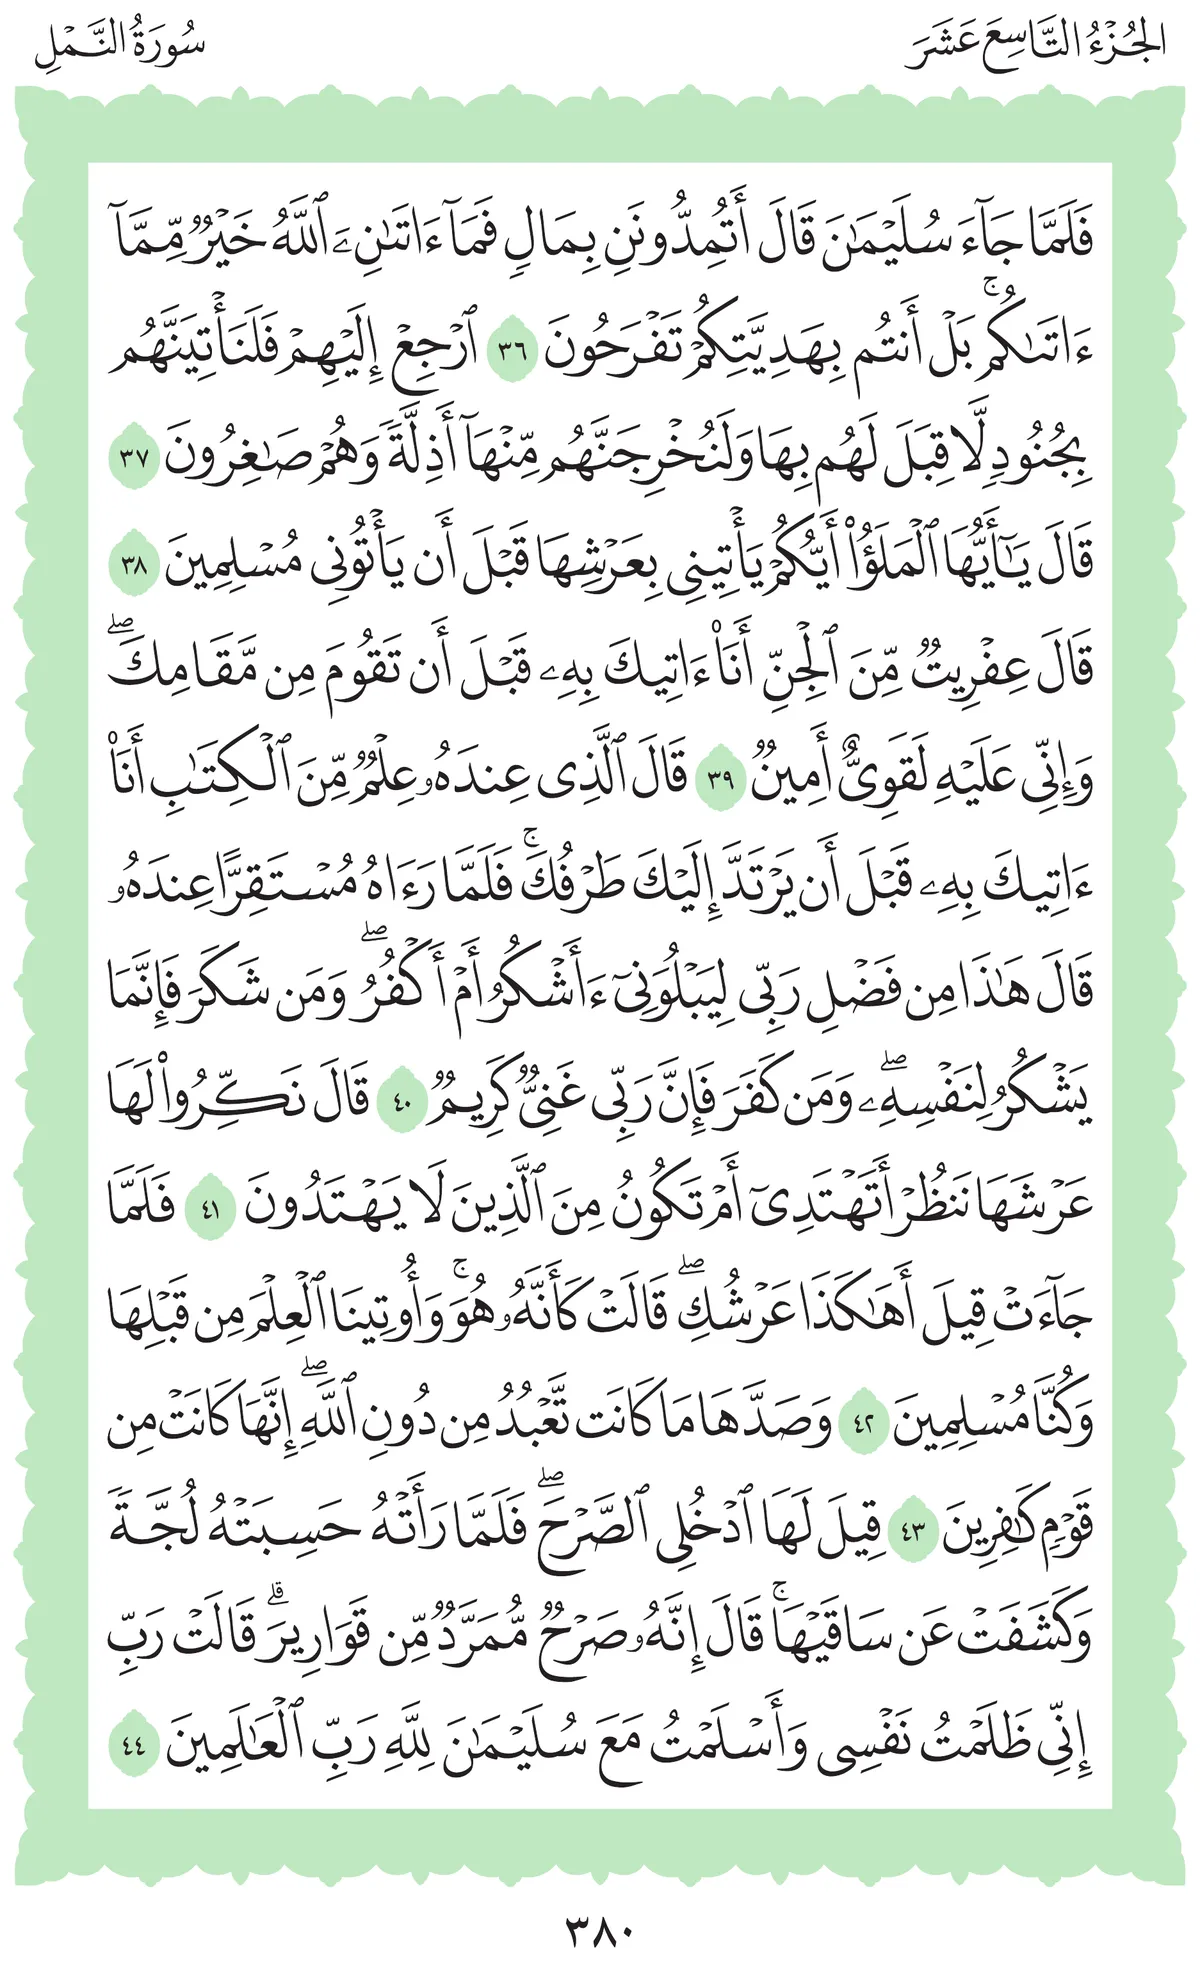 الجُزْءُ التَّاسِعَ عَشَرَ
سُورَةُ النَّمْلِ
فَلَمَّا جَآءَ سُلَيْمَٰنَ قَالَ أَتُمِدُّونَنِ بِمَالٍ فَمَآ ءَاتَىٰنِۦَ ٱللَّهُ خَيْرٌ مِّمَّآ
ءَاتَىٰكُمۚ بَلْ أَنتُم بِهَدِيَّتِكُمْ تَفْرَحُونَ ٣٦ ٱرْجِعْ إِلَيْهِمْ فَلَنَأْتِيَنَّهُم
بِجُنُودٍ لَّا قِبَلَ لَهُم بِهَا وَلَنُخْرِجَنَّهُم مِّنْهَآ أَذِلَّةً وَهُمْ صَٰغِرُونَ ٣٧
قَالَ يَٰٓأَيُّهَا ٱلْمَلَؤُا۟ أَيُّكُمْ يَأْتِينِى بِعَرْشِهَا قَبْلَ أَن يَأْتُونِى مُسْلِمِينَ ٣٨
قَالَ عِفْرِيتٌ مِّنَ ٱلْجِنِّ أَنَا۠ ءَاتِيكَ بِهِۦ قَبْلَ أَن تَقُومَ مِن مَّقَامِكَۖ
وَإِنِّى عَلَيْهِ لَقَوِىٌّ أَمِينٌ ٣٩ قَالَ ٱلَّذِى عِندَهُۥ عِلْمٌ مِّنَ ٱلْكِتَٰبِ أَنَا۠
ءَاتِيكَ بِهِۦ قَبْلَ أَن يَرْتَدَّ إِلَيْكَ طَرْفُكَۚ فَلَمَّا رَءَاهُ مُسْتَقِرًّا عِندَهُۥ
قَالَ هَٰذَا مِن فَضْلِ رَبِّى لِيَبْلُوَنِىٓ ءَأَشْكُرُ أَمْ أَكْفُرُۖ وَمَن شَكَرَ فَإِنَّمَا
يَشْكُرُ لِنَفْسِهِۦۖ وَمَن كَفَرَ فَإِنَّ رَبِّى غَنِىٌّ كَرِيمٌ ٤٠ قَالَ نَكِّرُوا۟ لَهَا
عَرْشَهَا نَنظُرْ أَتَهْتَدِىٓ أَمْ تَكُونُ مِنَ ٱلَّذِينَ لَا يَهْتَدُونَ ٤١ فَلَمَّا
جَآءَتْ قِيلَ أَهَٰكَذَا عَرْشُكِۖ قَالَتْ كَأَنَّهُۥ هُوَۚ وَأُوتِينَا ٱلْعِلْمَ مِن قَبْلِهَا
وَكُنَّا مُسْلِمِينَ ٤٢ وَصَدَّهَا مَا كَانَت تَّعْبُدُ مِن دُونِ ٱللَّهِۖ إِنَّهَا كَانَتْ مِن
قَوْمٍ كَٰفِرِينَ ٤٣ قِيلَ لَهَا ٱدْخُلِى ٱلصَّرْحَۖ فَلَمَّا رَأَتْهُ حَسِبَتْهُ لُجَّةً
وَكَشَفَتْ عَن سَاقَيْهَاۚ قَالَ إِنَّهُۥ صَرْحٌ مُّمَرَّدٌ مِّن قَوَارِيرَۗ قَالَتْ رَبِّ
إِنِّى ظَلَمْتُ نَفْسِى وَأَسْلَمْتُ مَعَ سُلَيْمَٰنَ لِلَّهِ رَبِّ ٱلْعَٰلَمِينَ ٤٤
٣٨٠